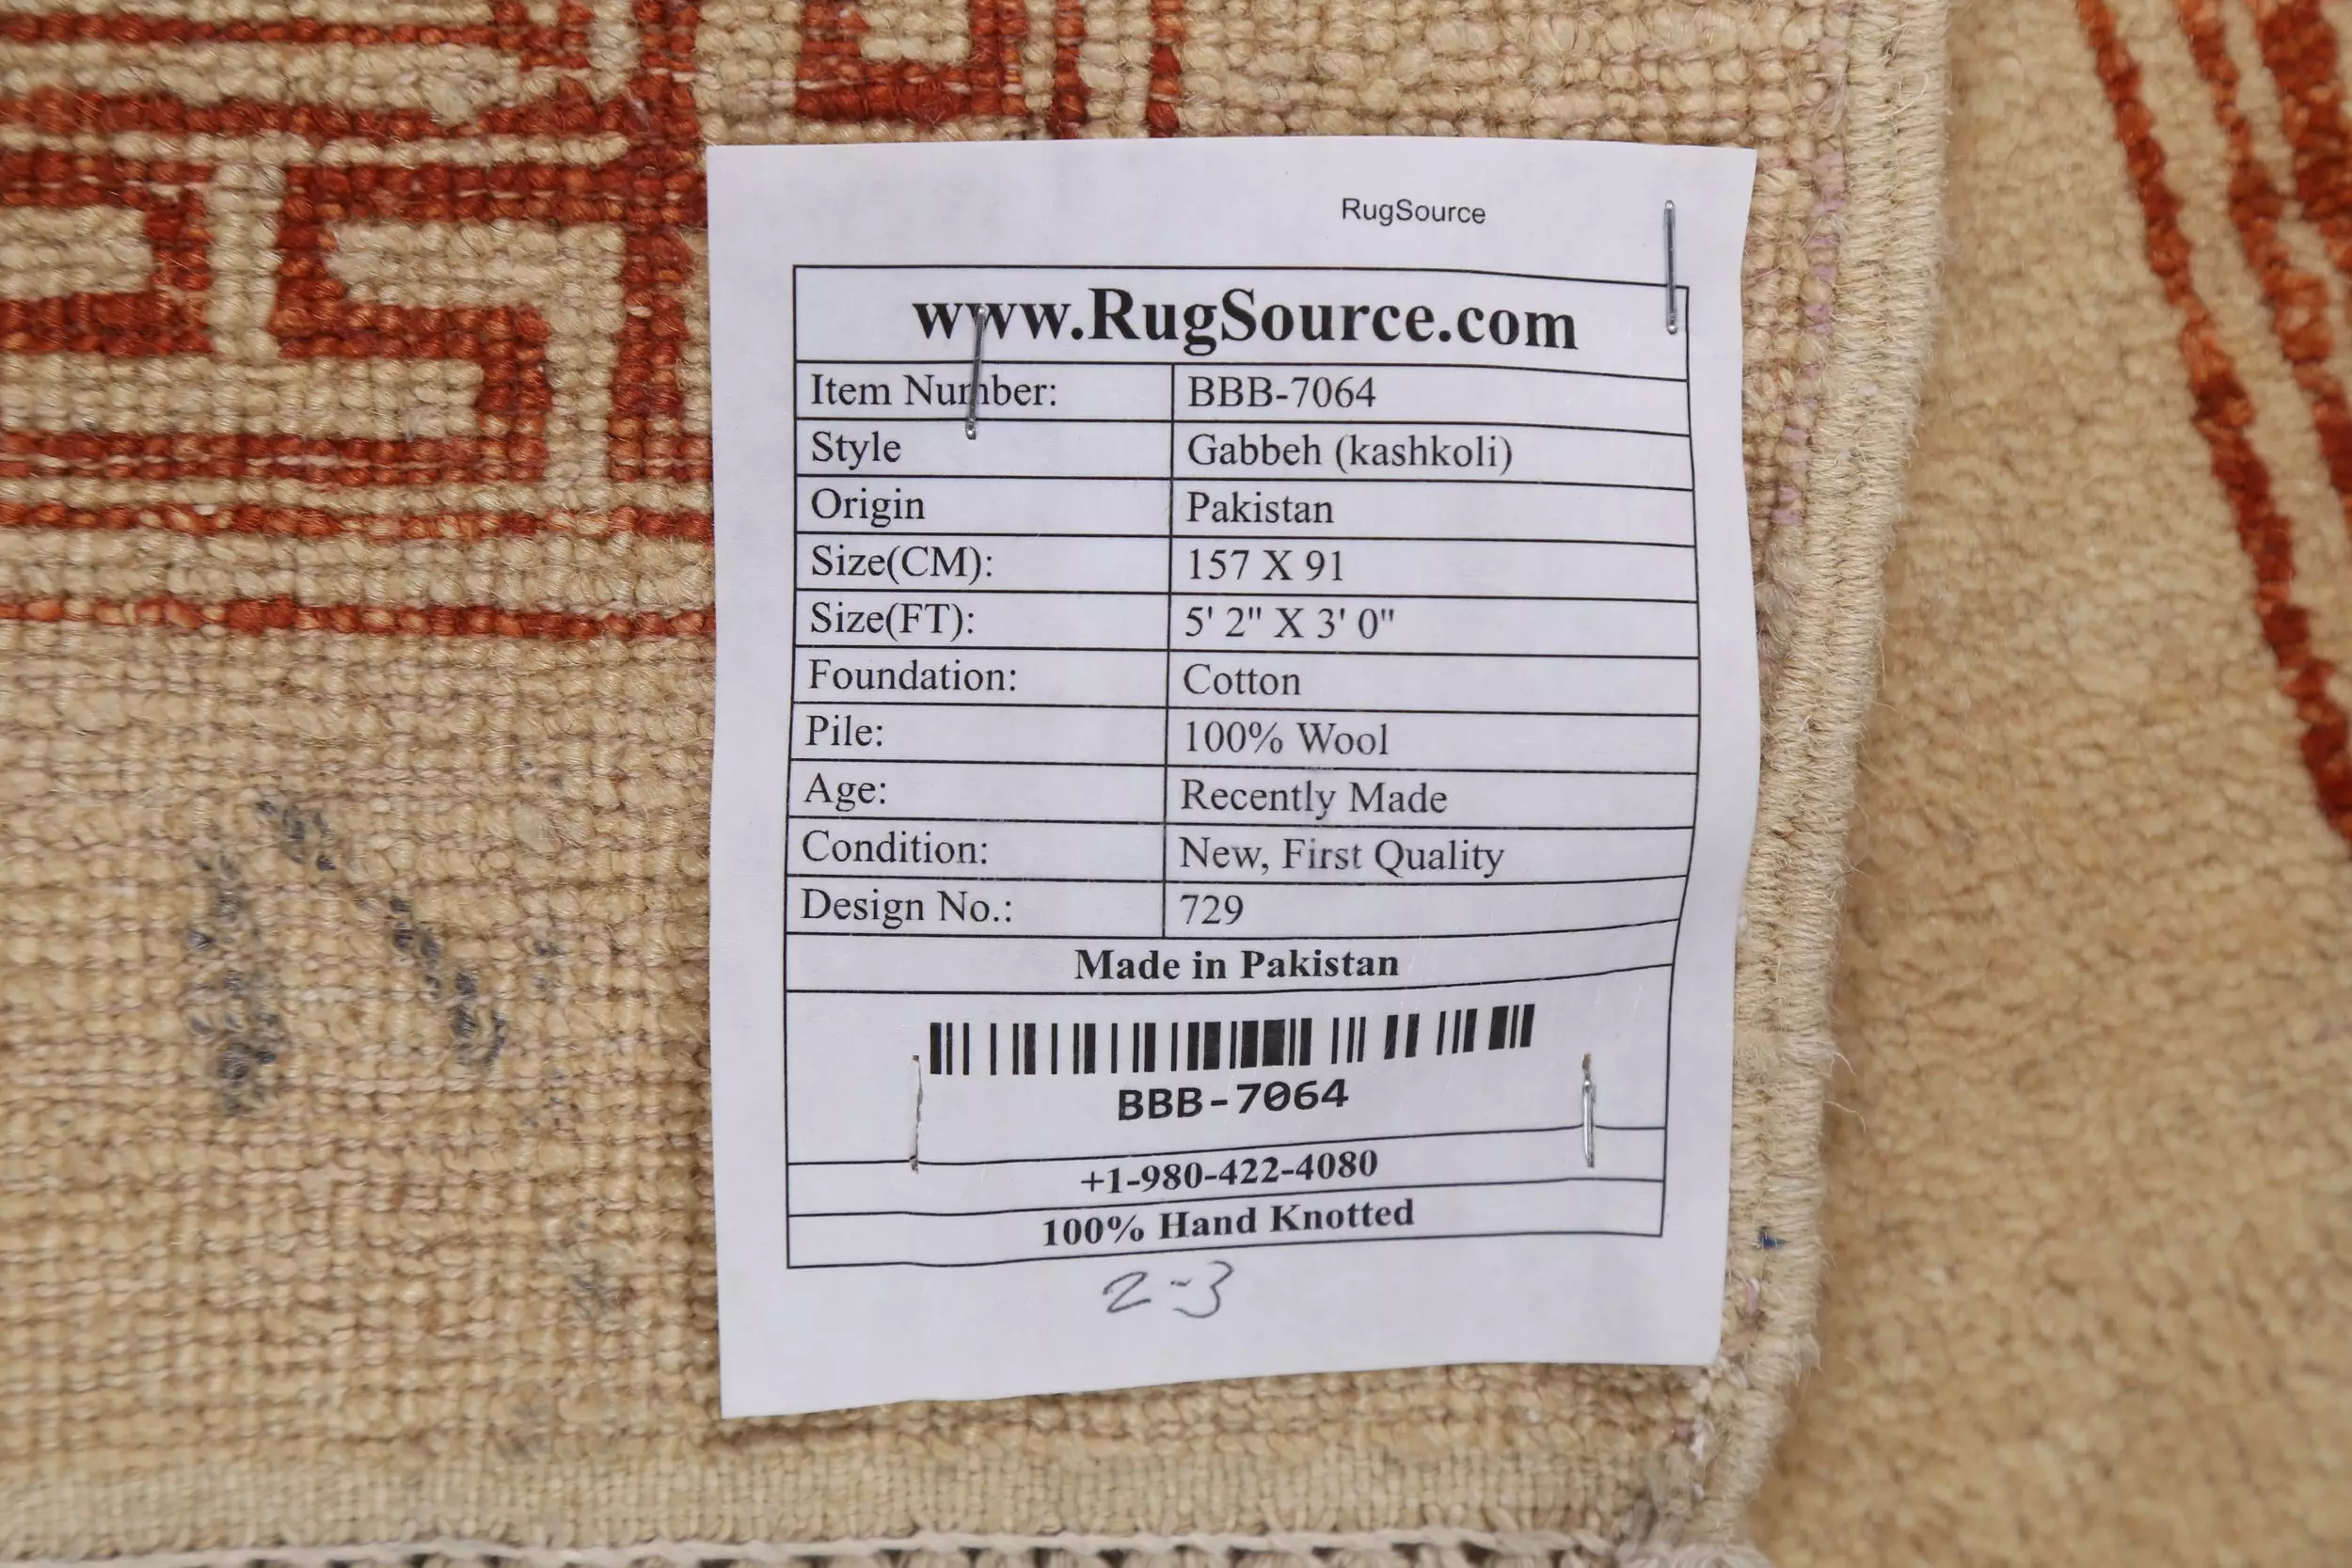 RugSource
www.RugSource.com
Item Number: BBB-7064
Style Gabbeh (kashkoli)
Origin Pakistan
Size(CM): 157 X 91
Size(FT): 5' 2" X 3' 0"
Foundation: Cotton
Pile: 100% Wool
Age: Recently Made
Condition: New, First Quality
Design No.: 729
Made in Pakistan
BBB-7064
+1-980-422-4080
100% Hand Knotted
2-3